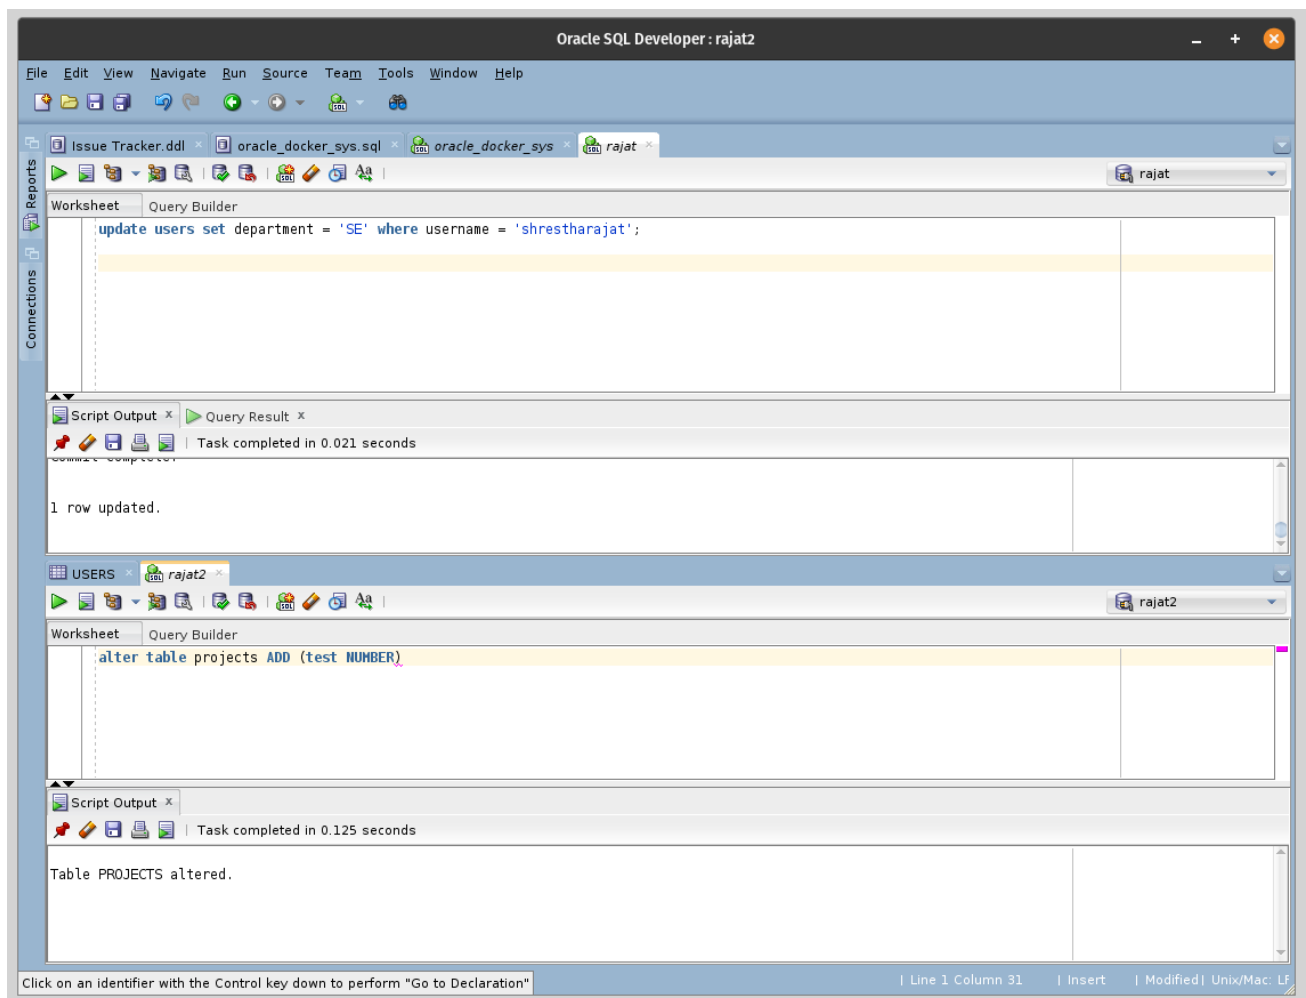 Oracle SQL Developer : rajat2
File Edit View Navigate Run Source Team Tools Window Help
Issue Tracker.ddl oracle_docker_sys.sql oracle_docker_sys rajat
Reports
Connections
rajat
Worksheet Query Builder
update users set department = 'SE' where username = 'shrestharajat';
Script Output x Query Result x
Task completed in 0.021 seconds
Commit complete.
1 row updated.
USERS rajat2
rajat2
Worksheet Query Builder
alter table projects ADD (test NUMBER)
Script Output x
Task completed in 0.125 seconds
Table PROJECTS altered.
Click on an identifier with the Control key down to perform "Go to Declaration" | Line 1 Column 31 | Insert | Modified | Unix/Mac: LF